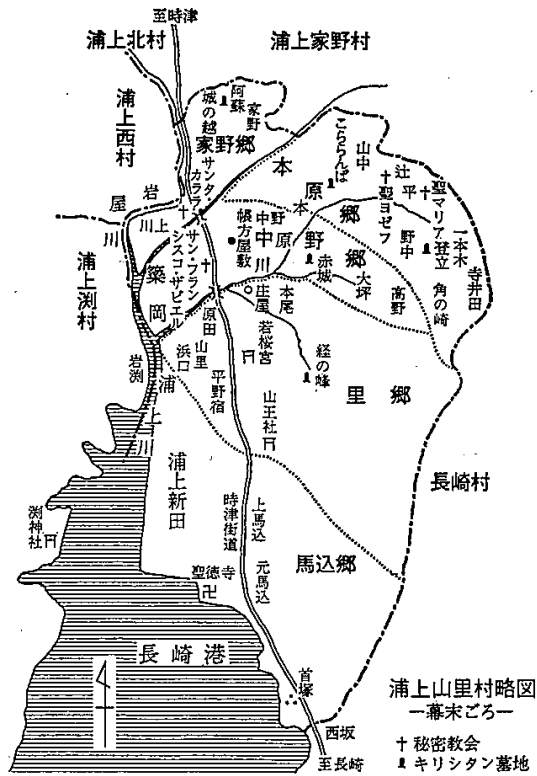 至時津
浦上北村
浦上家野村
浦上西村
阿蘇
城の越
家野
家野郷
サンタ・
カララ
岩
屋
川
川上
本
原
郷
こららんば
山中
辻
平
聖ヨゼフ
聖マリア登立
一本木
寺井田
野中
角の崎
本
原
中野
帳方屋敷
中
野
郷
川
赤城
大坪
高野
サン・フラン
シスコ・ザビエル
浦上渕村
築
岡
庄屋
本尾
原田
若桜宮
経の峰
山里
浜口
平野宿
岩渕
浦
上
川
里郷
山王社
長崎村
浦上新田
時津街道
上馬込
馬込郷
渕神社
聖徳寺
元馬込
長崎港
首塚
西坂
至長崎
浦上山里村略図
―幕末ごろ―
秘密教会
キリシタン墓地